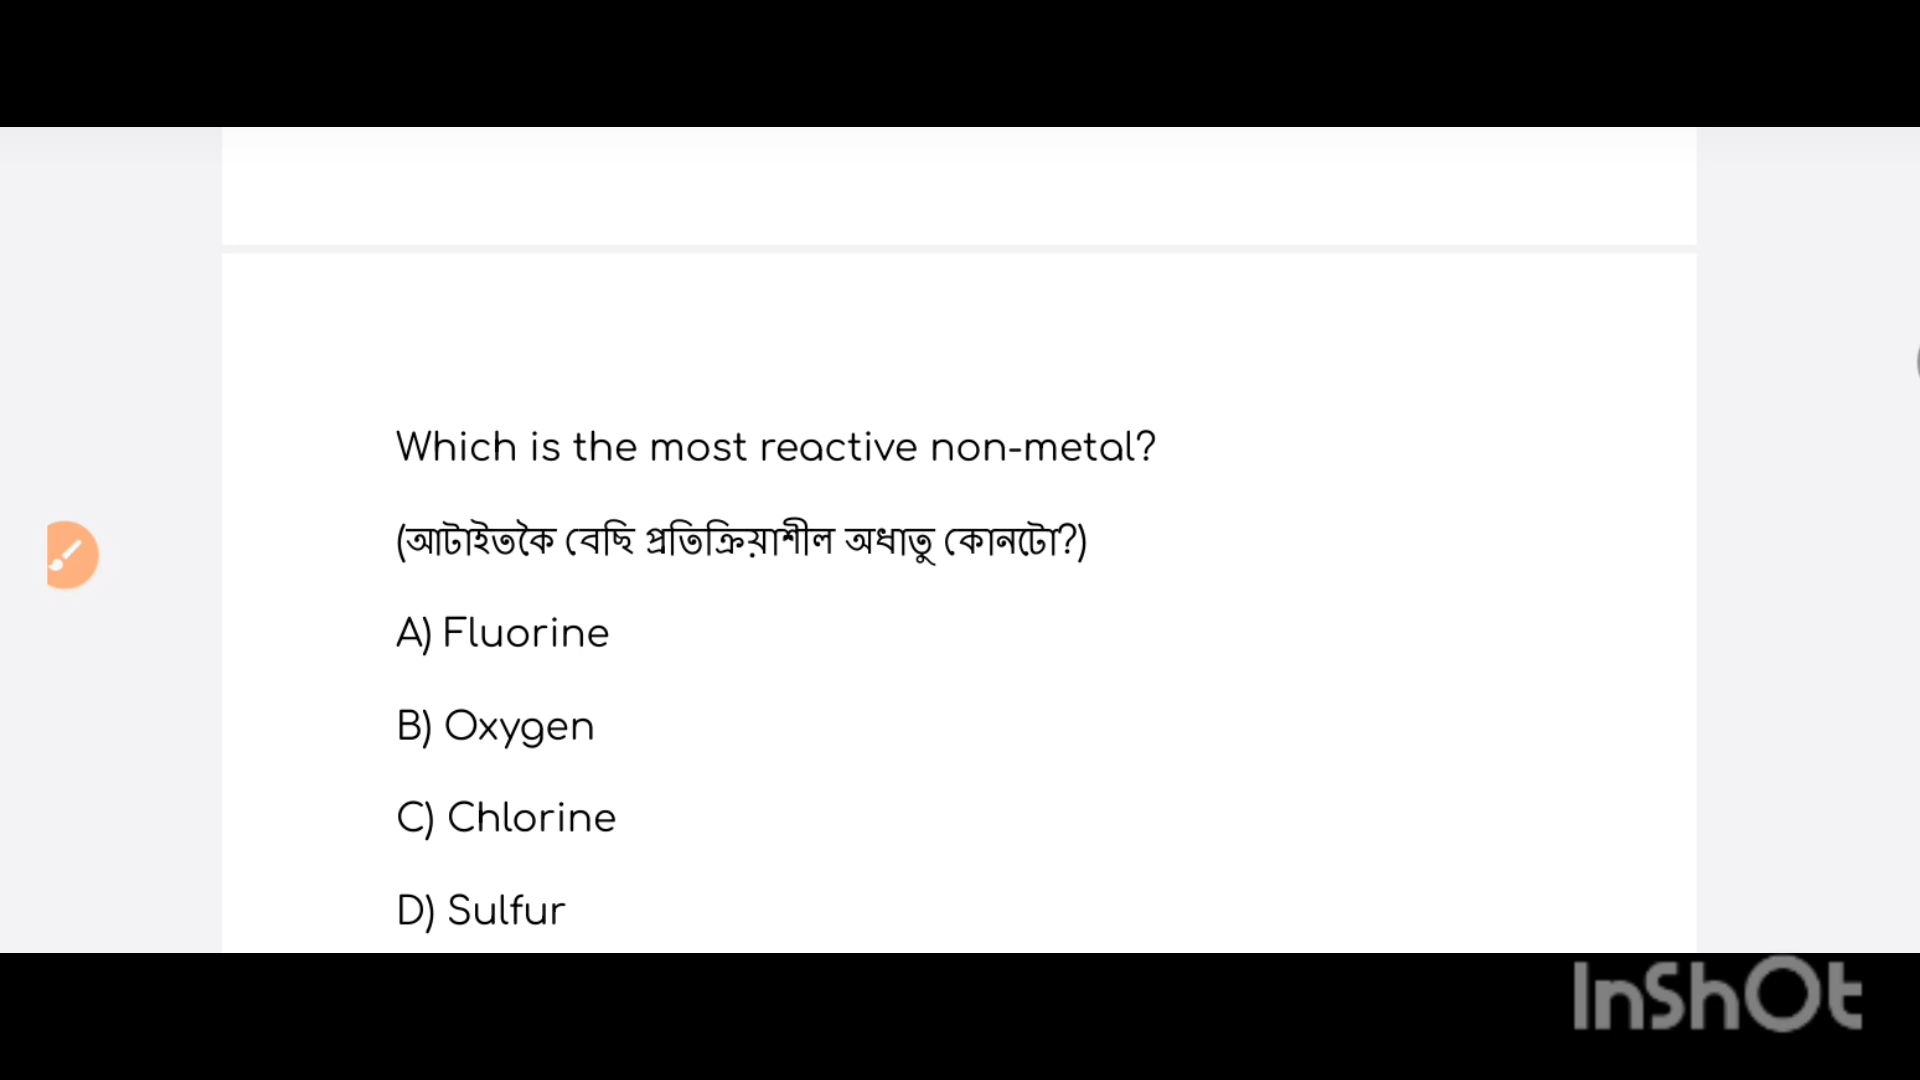 Which is the most reactive non-metal?
(আটাইতকৈ বেছি প্ৰতিক্ৰিয়াশীল অধাতু কোনটো?)
A) Fluorine
B) Oxygen
C) Chlorine
D) Sulfur
InShOt